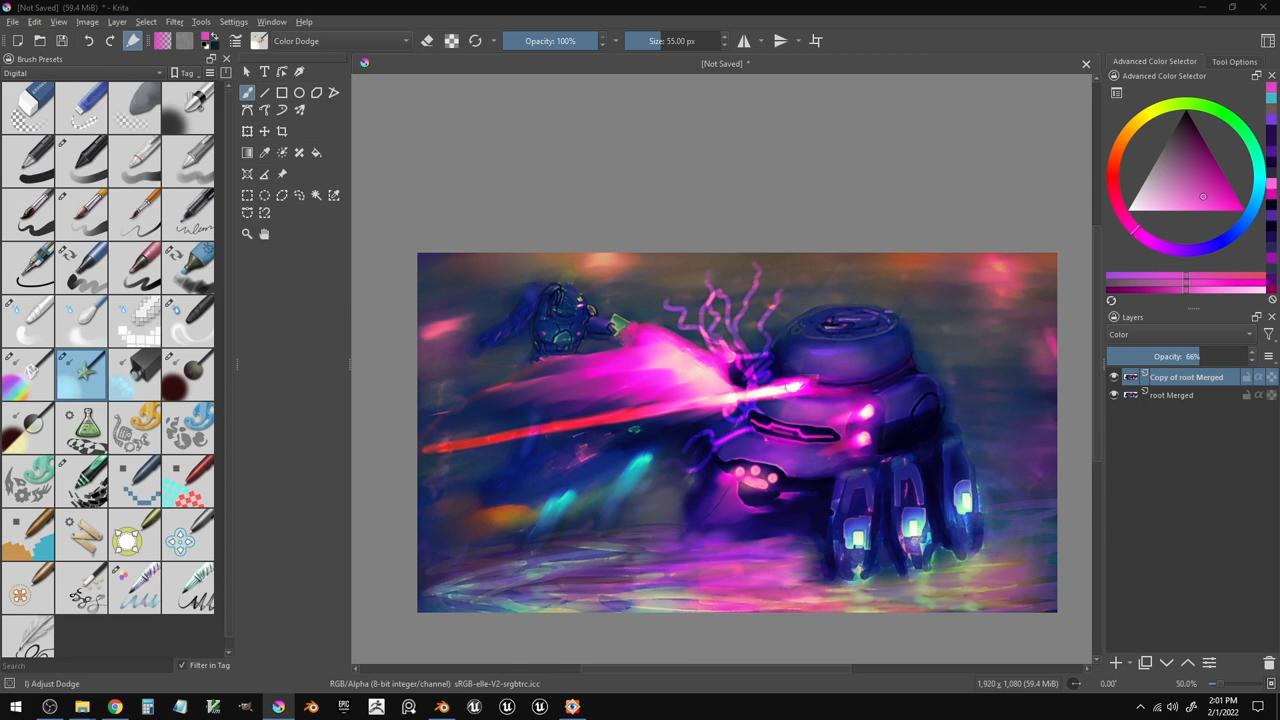 [Not Saved] (59.4 MiB) * - Krita
File Edit View Image Layer Select Filter Tools Settings Window Help
Color Dodge
Opacity: 100%
Size: 55.00 px
Brush Presets
Digital
Tag
[Not Saved] *
Advanced Color Selector
Tool Options
Advanced Color Selector
Layers
Color
Opacity: 66%
Copy of root Merged
root Merged
Search
Filter in Tag
I) Adjust Dodge
RGB/Alpha (8-bit integer/channel) sRGB-elle-V2-srgbtrc.icc
1,920 x 1,080 (59.4 MiB)
0.00°
50.0%
EPIC
GAMES
2:01 PM
2/1/2022